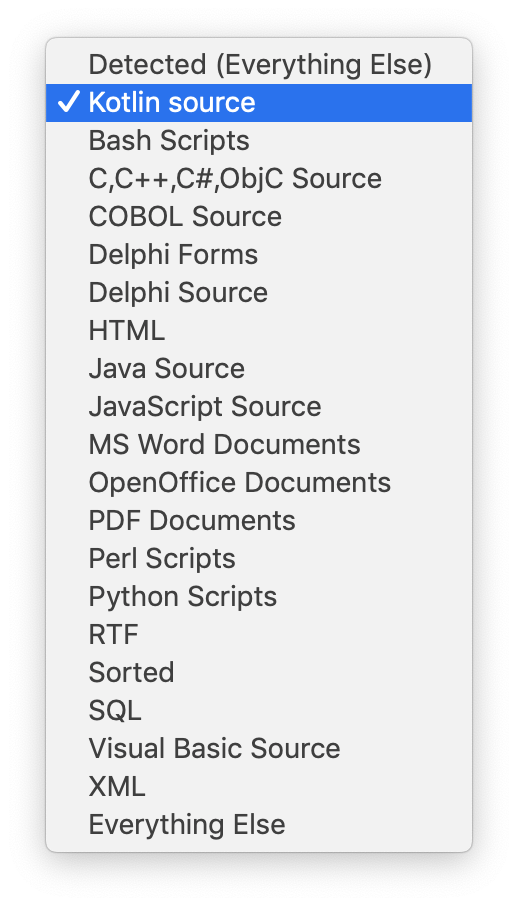 Detected (Everything Else)
✓ Kotlin source
Bash Scripts
C,C++,C#,ObjC Source
COBOL Source
Delphi Forms
Delphi Source
HTML
Java Source
JavaScript Source
MS Word Documents
OpenOffice Documents
PDF Documents
Perl Scripts
Python Scripts
RTF
Sorted
SQL
Visual Basic Source
XML
Everything Else